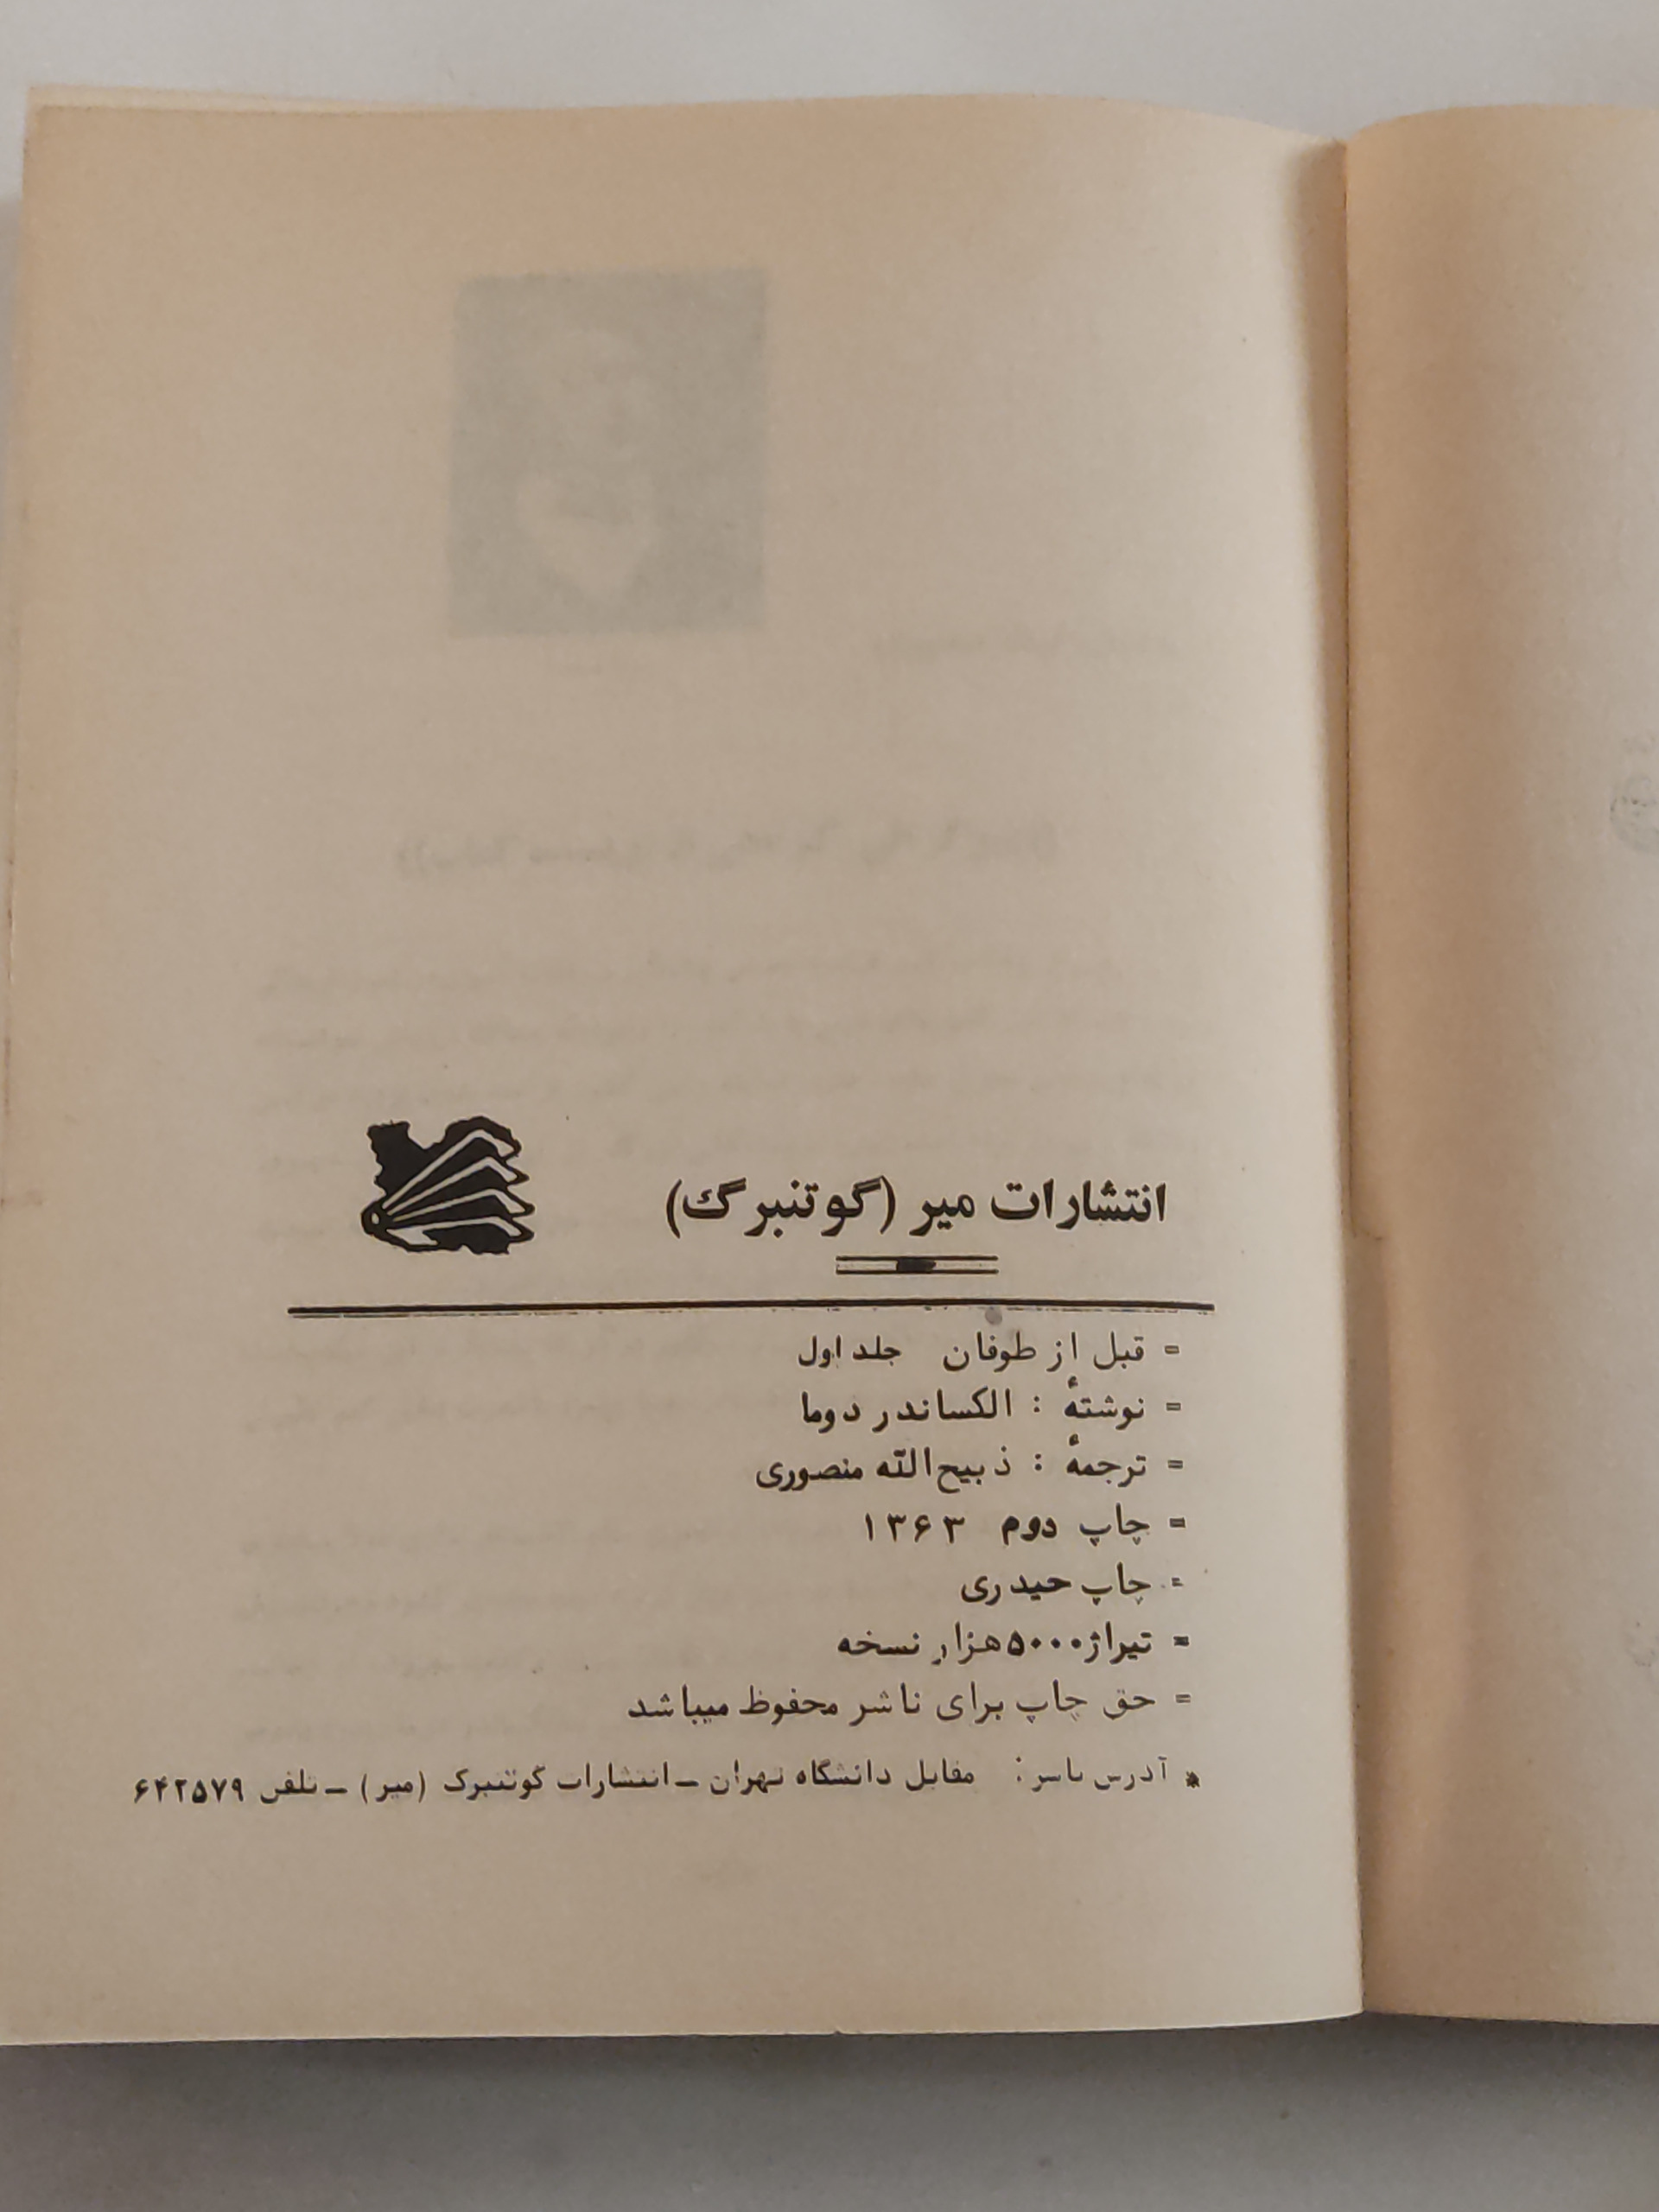 انتشارات میر (گوتنبرگ)
= قبل از طوفان جلد اول
= نوشتهٔ : الکساندر دوما
= ترجمهٔ : ذبیح‌الله منصوری
= چاپ دوم ۱۳۶۳
= چاپ حیدری
= تیراژ ۵۰۰۰ هزار نسخه
= حق چاپ برای ناشر محفوظ میباشد
* آدرس ناشر : مقابل دانشگاه تهران – انتشارات گوتنبرگ (میر) – تلفن ۶۴۲۵۷۹